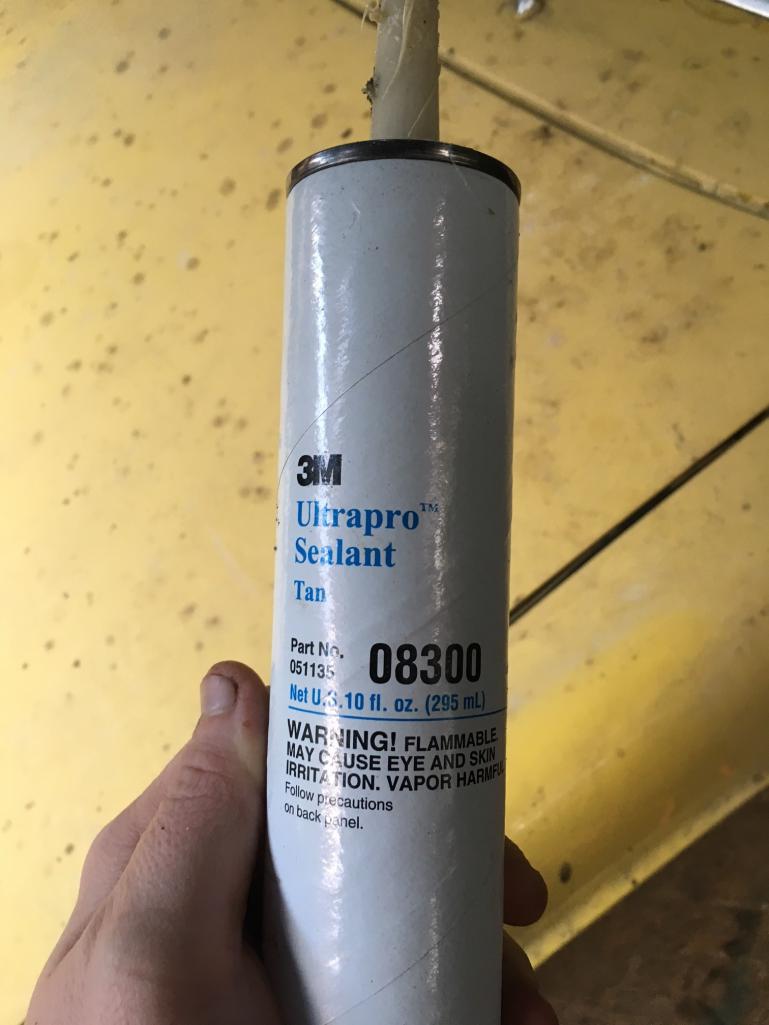 3M
Ultrapro™
Sealant
Tan
Part No.
051135
08300
Net U.S.10 fl. oz. (295 mL)
WARNING! FLAMMABLE.
MAY CAUSE EYE AND SKIN
IRRITATION. VAPOR HARMFUL
Follow precautions
on back panel.